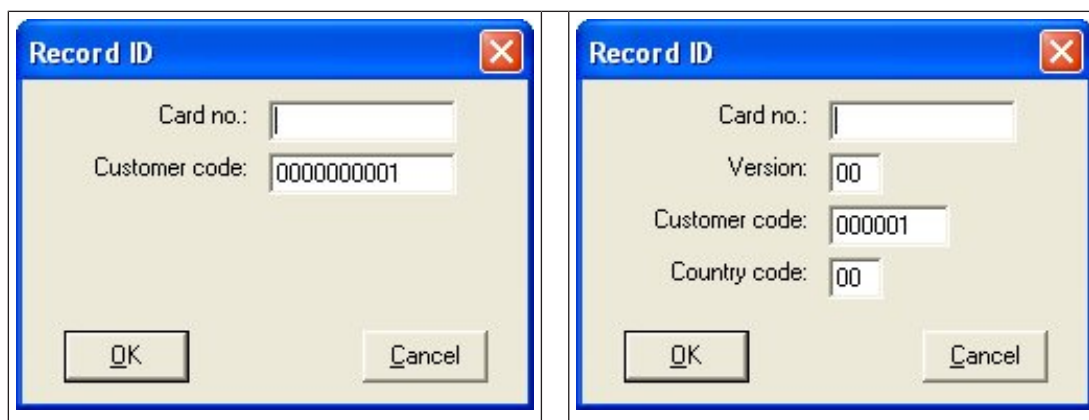 Record ID
Card no.:
Customer code: 0000000001
OK Cancel
Record ID
Card no.:
Version: 00
Customer code: 000001
Country code: 00
OK Cancel